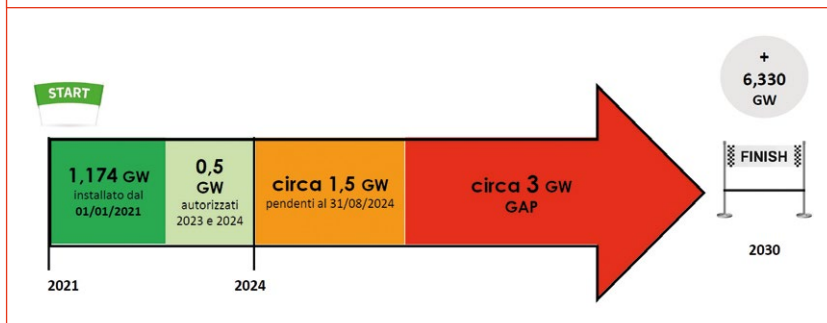 START
1,174 GW
installato dal
01/01/2021
0,5
GW
autorizzati
2023 e 2024
circa 1,5 GW
pendenti al 31/08/2024
circa 3 GW
GAP
+
6,330
GW
FINISH
2021
2024
2030